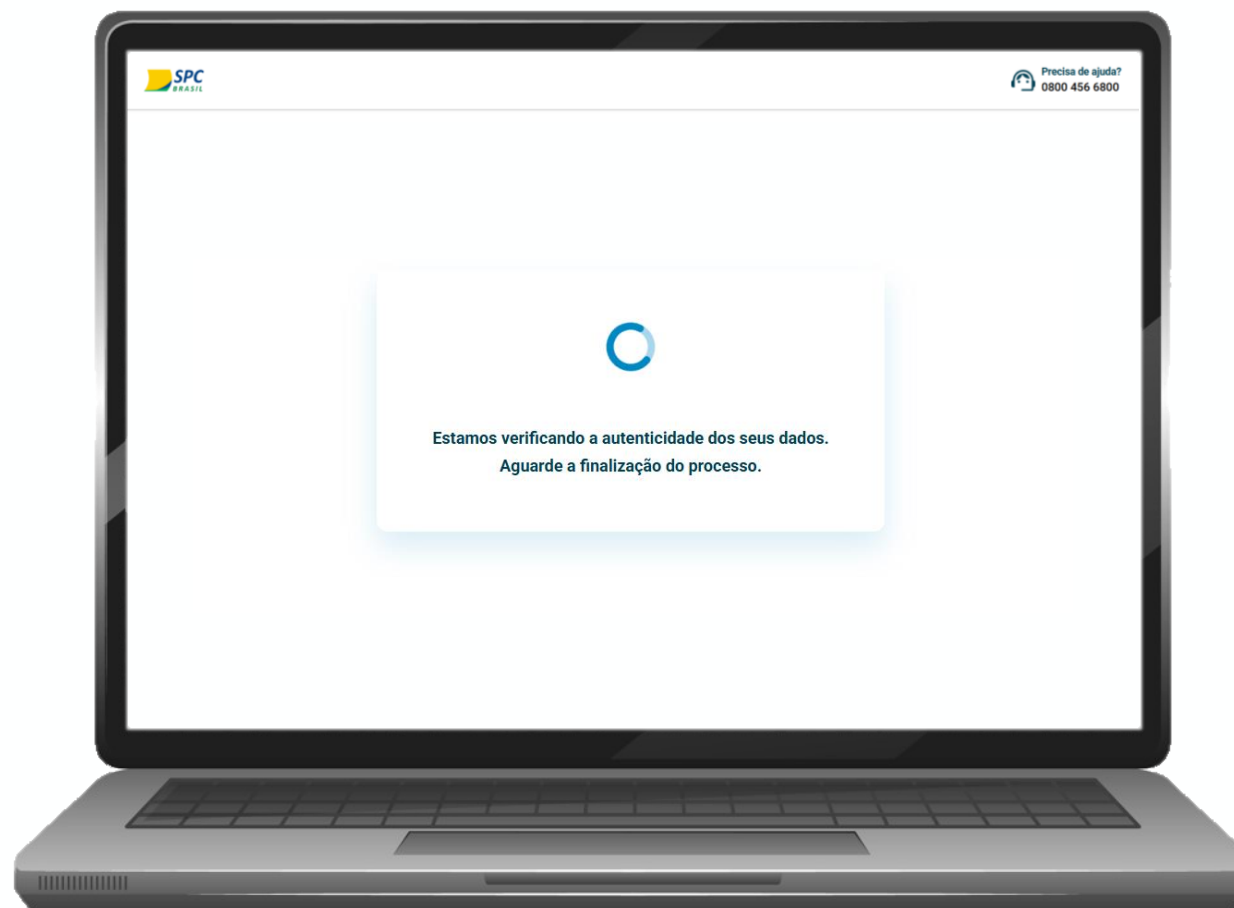 SPC
BRASIL
Precisa de ajuda?
0800 456 6800
Estamos verificando a autenticidade dos seus dados.
Aguarde a finalização do processo.